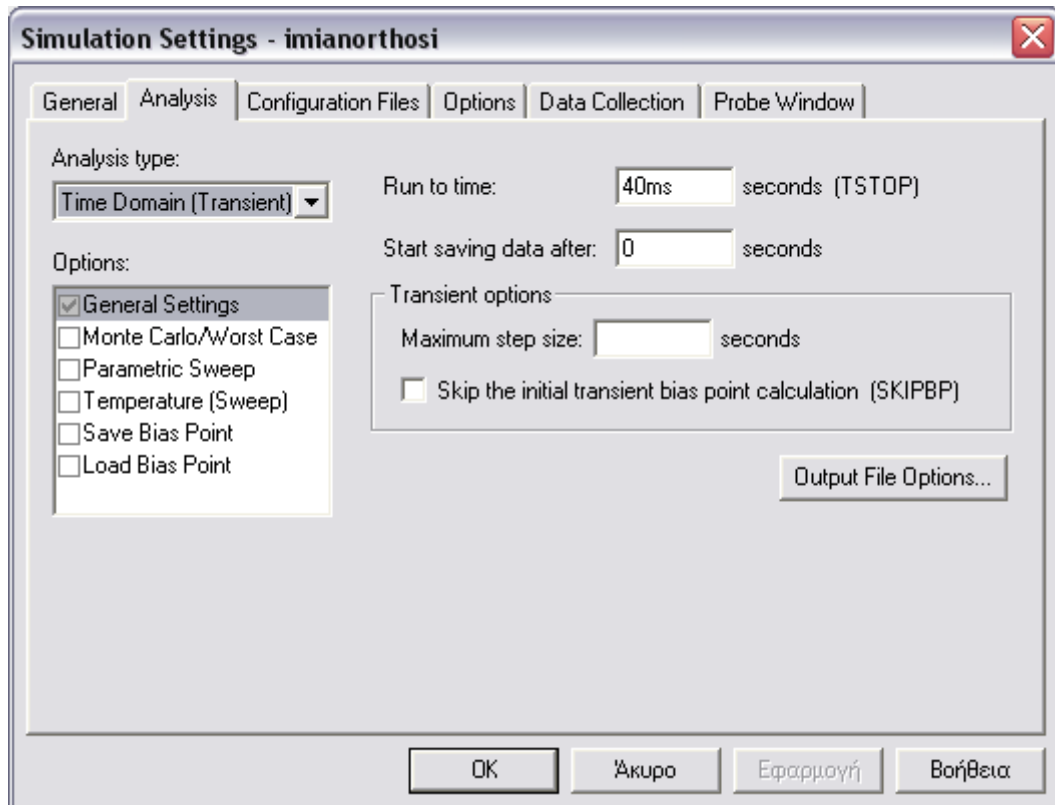 Simulation Settings - imianorthosi
General Analysis Configuration Files Options Data Collection Probe Window
Analysis type:
Time Domain (Transient)
Options:
General Settings
Monte Carlo/Worst Case
Parametric Sweep
Temperature (Sweep)
Save Bias Point
Load Bias Point
Run to time: 40ms seconds (TSTOP)
Start saving data after: 0 seconds
Transient options
Maximum step size: seconds
Skip the initial transient bias point calculation (SKIPBP)
Output File Options...
OK Άκυρο Εφαρμογή Βοήθεια